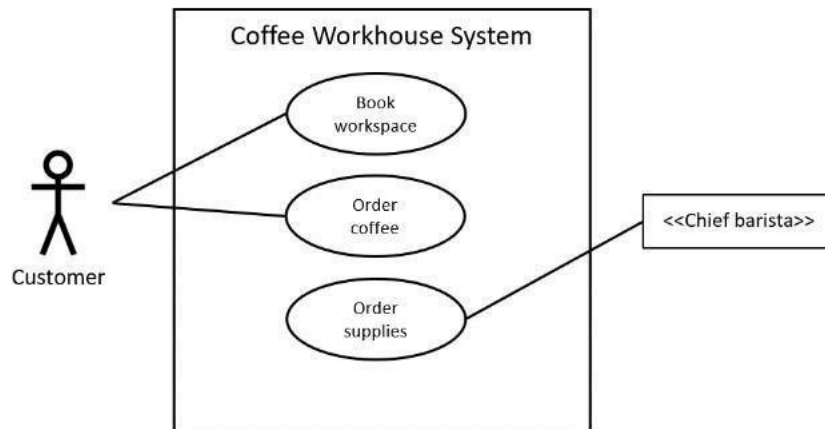 Coffee Workhouse System
Book
workspace
Order
coffee
Customer
<<Chief barista>>
Order
supplies